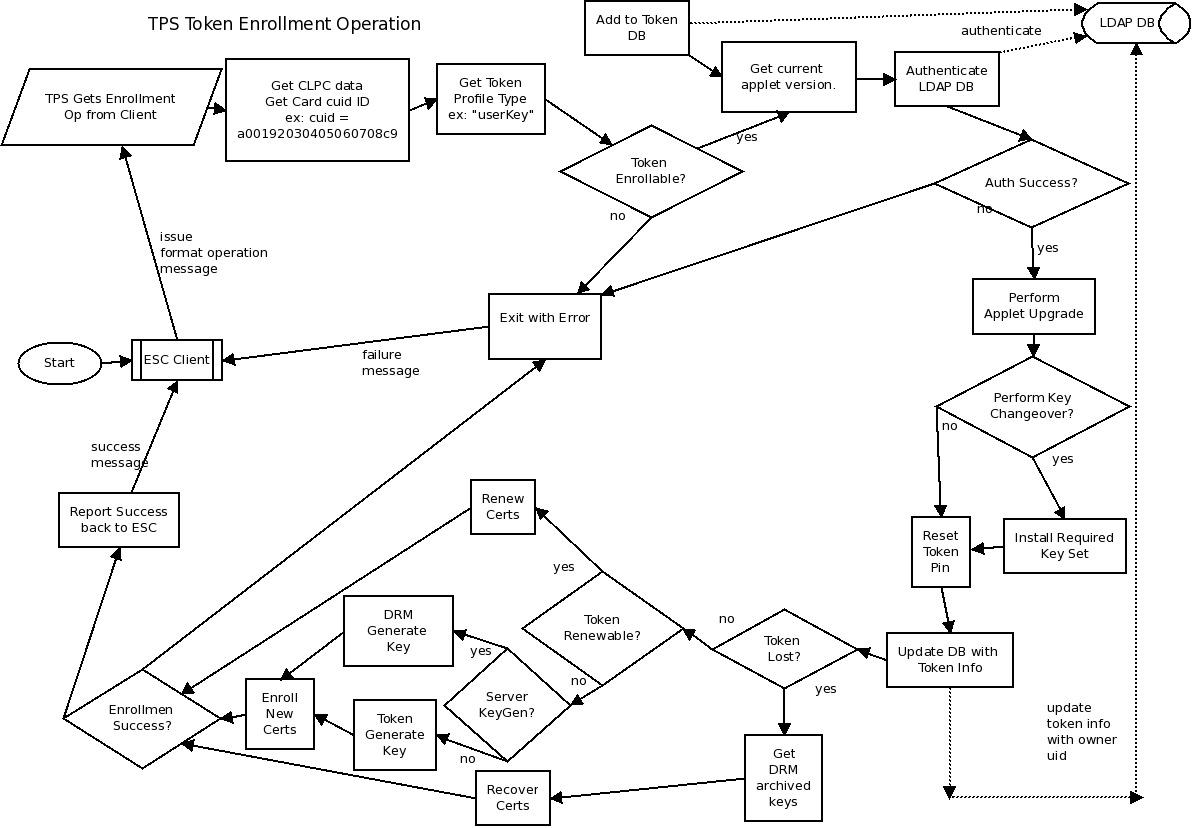 TPS Token Enrollment Operation
Add to Token
DB
LDAP DB
authenticate
TPS Gets Enrollment
Op from Client
Get CLPC data
Get Card cuid ID
ex: cuid =
a00192030405060708c9
Get Token
Profile Type
ex: "userKey"
Get current
applet version.
Authenticate
LDAP DB
yes
Token
Enrollable?
no
Auth Success?
no
yes
issue
format operation
message
Perform
Applet Upgrade
Exit with Error
Start
ESC Client
failure
message
Perform Key
Changeover?
no
yes
success
message
Report Success
back to ESC
Renew
Certs
Reset
Token
Pin
Install Required
Key Set
yes
DRM
Generate
Key
Token
Renewable?
no
Token
Lost?
Update DB with
Token Info
yes
no
yes
Enrollmen
Success?
Enroll
New
Certs
Token
Generate
Key
Server
KeyGen?
no
update
token info
with owner
uid
Get
DRM
archived
keys
Recover
Certs